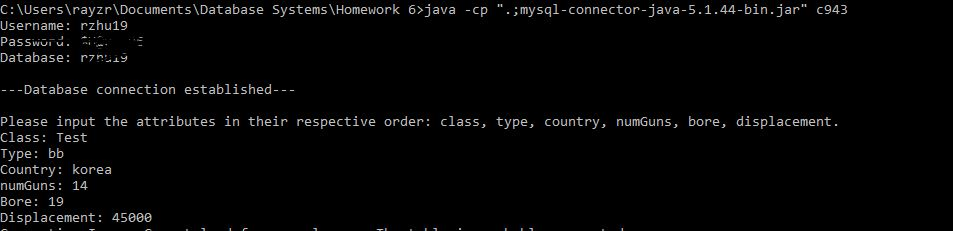 C:\Users\rayzr\Documents\Database Systems\Homework 6>java -cp ".;mysql-connector-java-5.1.44-bin.jar" c943
Username: rzhu19
Password:
Database: rzhu19
---Database connection established---
Please input the attributes in their respective order: class, type, country, numGuns, bore, displacement.
Class: Test
Type: bb
Country: korea
numGuns: 14
Bore: 19
Displacement: 45000